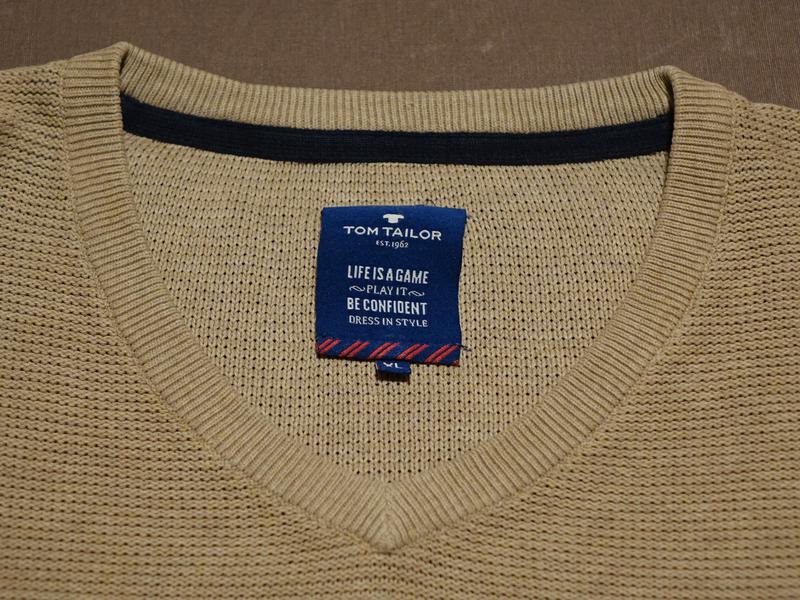 TOM TAILOR
EST. 1962
LIFE IS A GAME
PLAY IT
BE CONFIDENT
DRESS IN STYLE
XL